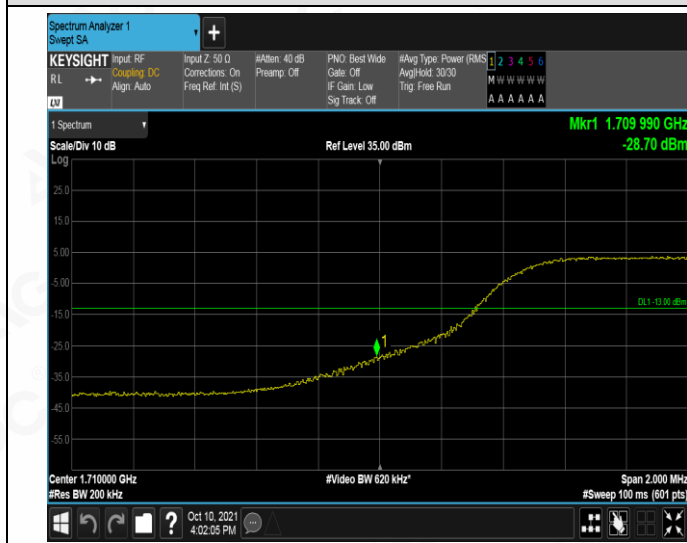 Spectrum Analyzer 1
Swept SA
+
KEYSIGHT
RL
LXI
Input: RF
Coupling: DC
Align: Auto
Input Z: 50 Ω
Corrections: On
Freq Ref: Int (S)
#Atten: 40 dB
Preamp: Off
PNO: Best Wide
Gate: Off
IF Gain: Low
Sig Track: Off
#Avg Type: Power (RMS
Avg|Hold: 30/30
Trig: Free Run
1 2 3 4 5 6
M W W W W W
A A A A A A
1 Spectrum
Mkr1 1.709 990 GHz
Scale/Div 10 dB
Ref Level 35.00 dBm
-28.70 dBm
Log
25.0
15.0
5.00
-5.00
DL1 -13.00 dBm
-15.0
1
-25.0
-35.0
-45.0
-55.0
Center 1.710000 GHz
#Video BW 620 kHz*
Span 2.000 MHz
#Res BW 200 kHz
#Sweep 100 ms (601 pts)
?
Oct 10, 2021
4:02:05 PM